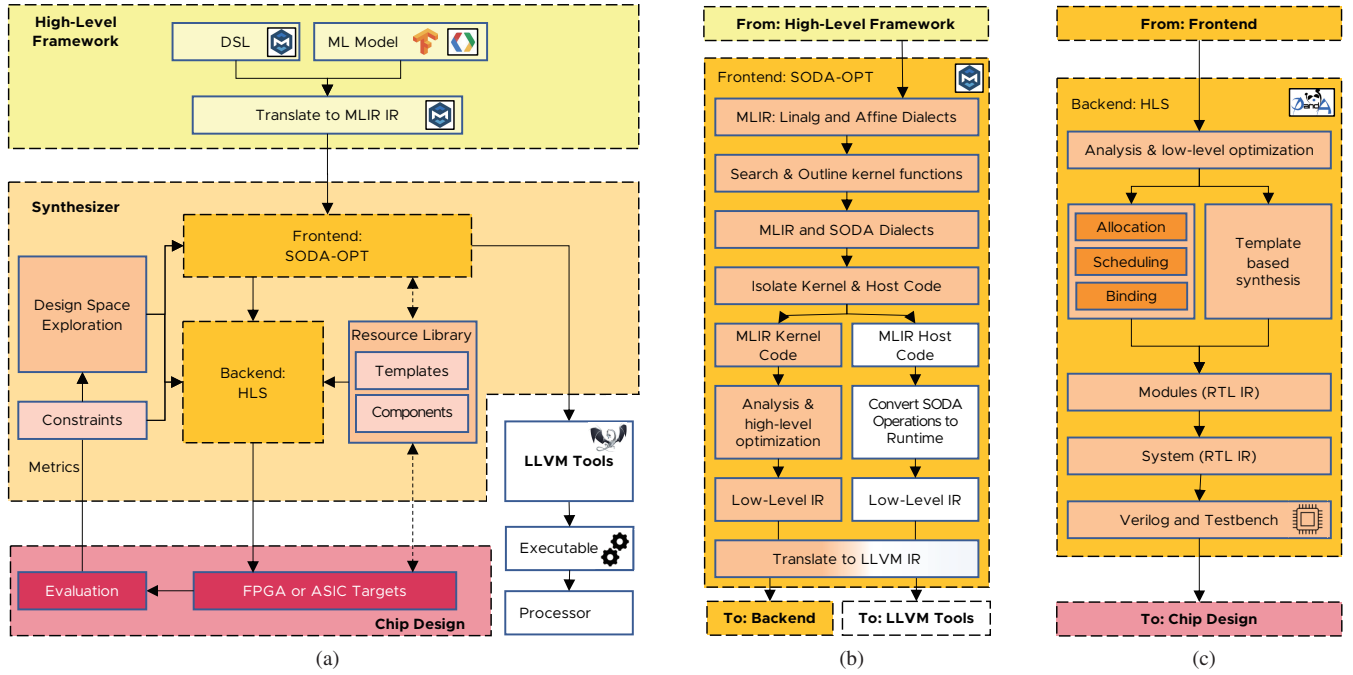 High-Level
Framework
DSL
ML Model
Translate to MLIR IR
Synthesizer
Frontend:
SODA-OPT
Design Space
Exploration
Backend:
HLS
Resource Library
Templates
Components
Constraints
Metrics
LLVM Tools
Executable
Processor
Evaluation
FPGA or ASIC Targets
Chip Design
(a)
From: High-Level Framework
Frontend: SODA-OPT
MLIR: Linalg and Affine Dialects
Search & Outline kernel functions
MLIR and SODA Dialects
Isolate Kernel & Host Code
MLIR Kernel
Code
MLIR Host
Code
Analysis &
high-level
optimization
Convert SODA
Operations to
Runtime
Low-Level IR
Low-Level IR
Translate to LLVM IR
To: Backend
To: LLVM Tools
(b)
From: Frontend
Backend: HLS
PandA
Analysis & low-level optimization
Allocation
Scheduling
Binding
Template
based
synthesis
Modules (RTL IR)
System (RTL IR)
Verilog and Testbench
To: Chip Design
(c)